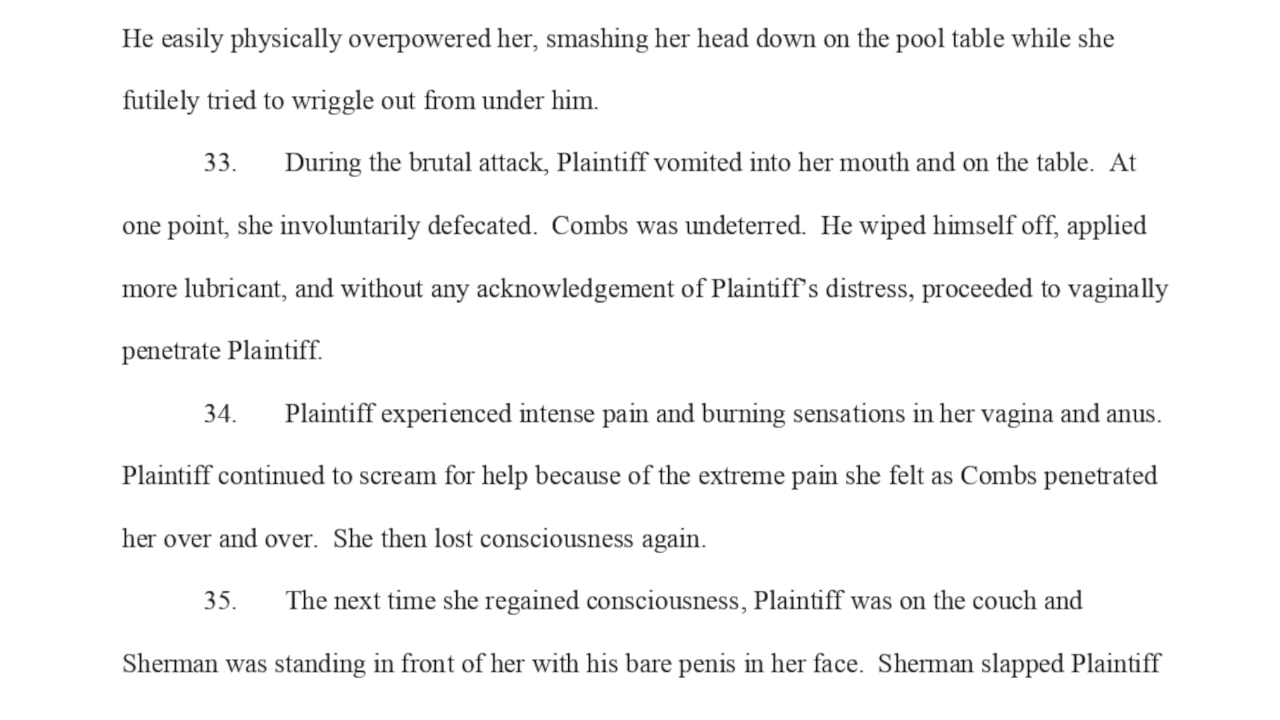 He easily physically overpowered her, smashing her head down on the pool table while she
futilely tried to wriggle out from under him.
33. During the brutal attack, Plaintiff vomited into her mouth and on the table. At
one point, she involuntarily defecated. Combs was undeterred. He wiped himself off, applied
more lubricant, and without any acknowledgement of Plaintiff's distress, proceeded to vaginally
penetrate Plaintiff.
34. Plaintiff experienced intense pain and burning sensations in her vagina and anus.
Plaintiff continued to scream for help because of the extreme pain she felt as Combs penetrated
her over and over. She then lost consciousness again.
35. The next time she regained consciousness, Plaintiff was on the couch and
Sherman was standing in front of her with his bare penis in her face. Sherman slapped Plaintiff